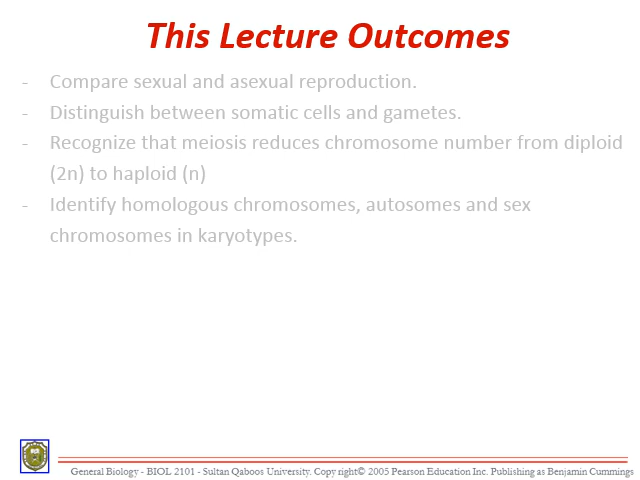 This Lecture Outcomes
- Compare sexual and asexual reproduction.
- Distinguish between somatic cells and gametes.
- Recognize that meiosis reduces chromosome number from diploid
(2n) to haploid (n)
- Identify homologous chromosomes, autosomes and sex
chromosomes in karyotypes.
General Biology - BIOL 2101 - Sultan Qaboos University. Copy right© 2005 Pearson Education Inc. Publishing as Benjamin Cummings